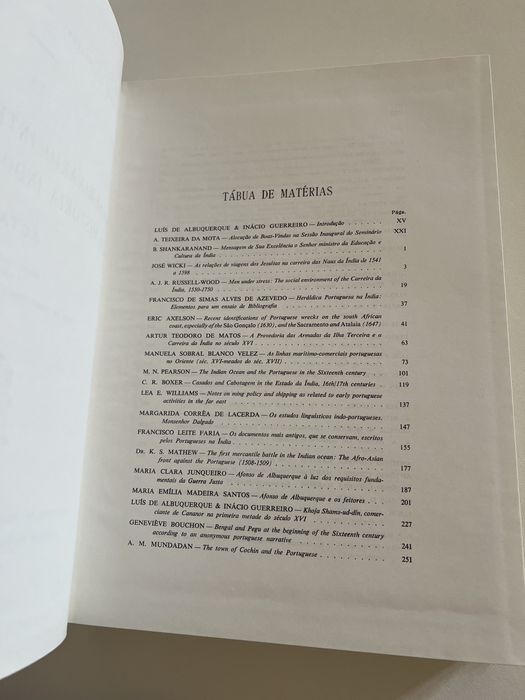 TÁBUA DE MATÉRIAS
Págs.
LUÍS DE ALBUQUERQUE & INÁCIO GUERREIRO — Introdução . . . . . . XV
A. TEIXEIRA DA MOTA — Alocução de Boas-Vindas na Sessão Inaugural do Seminário XXI
B. SHANKARANAND — Mensagem de Sua Excelência o Senhor ministro da Educação e
Cultura da Índia . . . . . . . . . . . . . . . . . . . 1
JOSÉ WICKI — As relações de viagens dos Jesuítas na carreira das Naus da Índia de 1541
a 1598 . . . . . . . . . . . . . . . . . . . . . 3
A. J. R. RUSSELL-WOOD — Men under stress: The social environment of the Carreira da
Índia, 1550-1750 . . . . . . . . . . . . . . . . . . 19
FRANCISCO DE SIMAS ALVES DE AZEVEDO — Heráldica Portuguesa na Índia:
Elementos para um ensaio de Bibliografia . . . . . . . . . . . . 37
ERIC AXELSON — Recent identifications of Portuguese wrecks on the south African
coast, especially of the São Gonçalo (1630), and the Sacramento and Atalaia (1647) 41
ARTUR TEODORO DE MATOS — A Provedoria das Armadas da Ilha Terceira e a
Carreira da Índia no século XVI . . . . . . . . . . . . . . 63
MANUELA SOBRAL BLANCO VELEZ — As linhas marítimo-comerciais portuguesas
no Oriente (séc. XVI-meados do séc. XVII) . . . . . . . . . . . 73
M. N. PEARSON — The Indian Ocean and the Portuguese in the Sixteenth century . . . . 101
C. R. BOXER — Casados and Cabotagem in the Estado da Índia, 16th/17th centuries . . 119
LEA E. WILLIAMS — Notes on ming policy and shipping as related to early portuguese
activities in the far east . . . . . . . . . . . . . . . . 137
MARGARIDA CORRÊA DE LACERDA — Os estudos linguísticos indo-portugueses.
Monsenhor Dalgado . . . . . . . . . . . . . . . . . 147
FRANCISCO LEITE FARIA — Os documentos mais antigos, que se conservam, escritos
pelos Portugueses na Índia . . . . . . . . . . . . . . . 155
Dr. K. S. MATHEW — The first mercantile battle in the Indian ocean: The Afro-Asian
front against the Portuguese (1508-1509) . . . . . . . . . . . 177
MARIA CLARA JUNQUEIRO — Afonso de Albuquerque à luz dos requisitos funda-
mentais da Guerra Justa . . . . . . . . . . . . . . . . 187
MARIA EMÍLIA MADEIRA SANTOS — Afonso de Albuquerque e os feitores . . . . 201
LUÍS DE ALBUQUERQUE & INÁCIO GUERREIRO — Khoja Shams-ud-din, comer-
ciante de Cananor na primeira metade do século XVI . . . . . . . . 227
GENEVIÈVE BOUCHON — Bengal and Pegu at the beginning of the Sixteenth century
according to an anonymous portuguese narrative . . . . . . . . . 241
A. M. MUNDADAN — The town of Cochin and the Portuguese . . . . . . . . 251